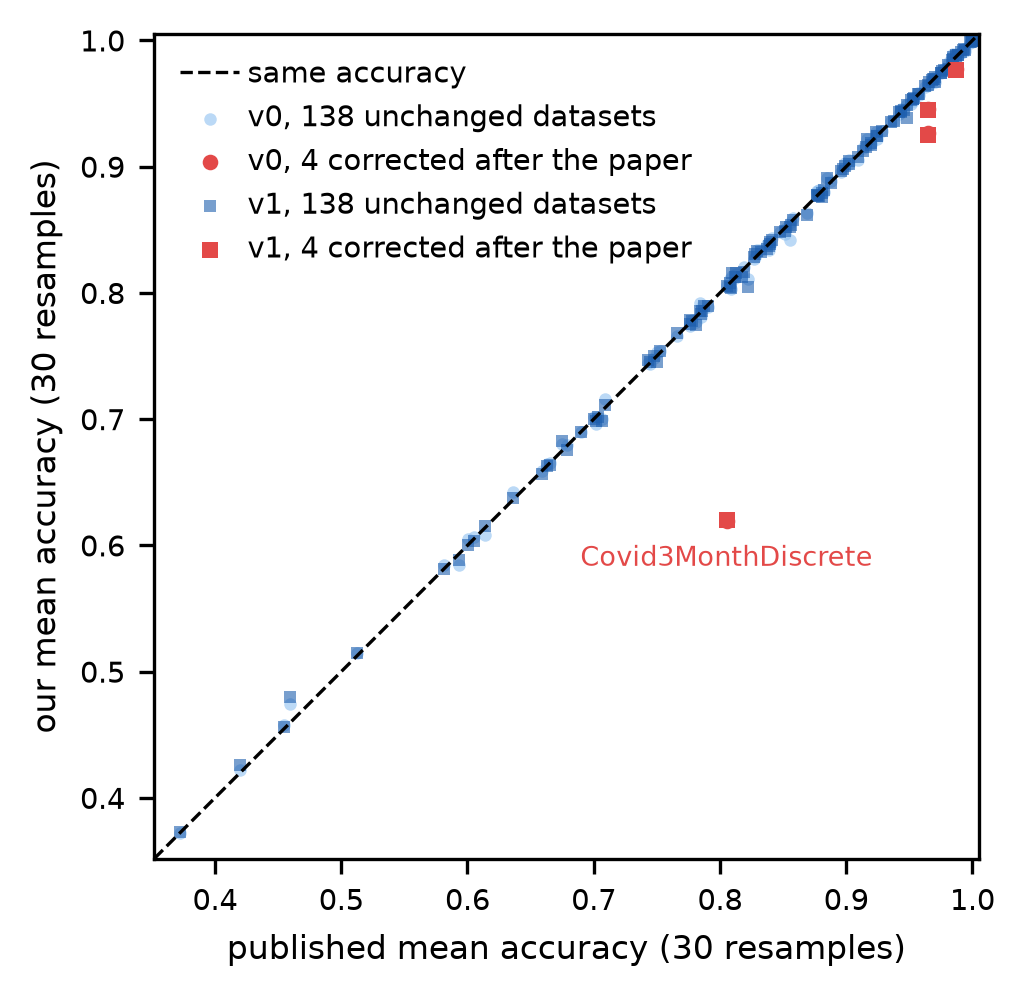 1.0
0.9
0.8
0.7
0.6
0.5
0.4
our mean accuracy (30 resamples)
same accuracy
v0, 138 unchanged datasets
v0, 4 corrected after the paper
v1, 138 unchanged datasets
v1, 4 corrected after the paper
Covid3MonthDiscrete
0.4 0.5 0.6 0.7 0.8 0.9 1.0
published mean accuracy (30 resamples)